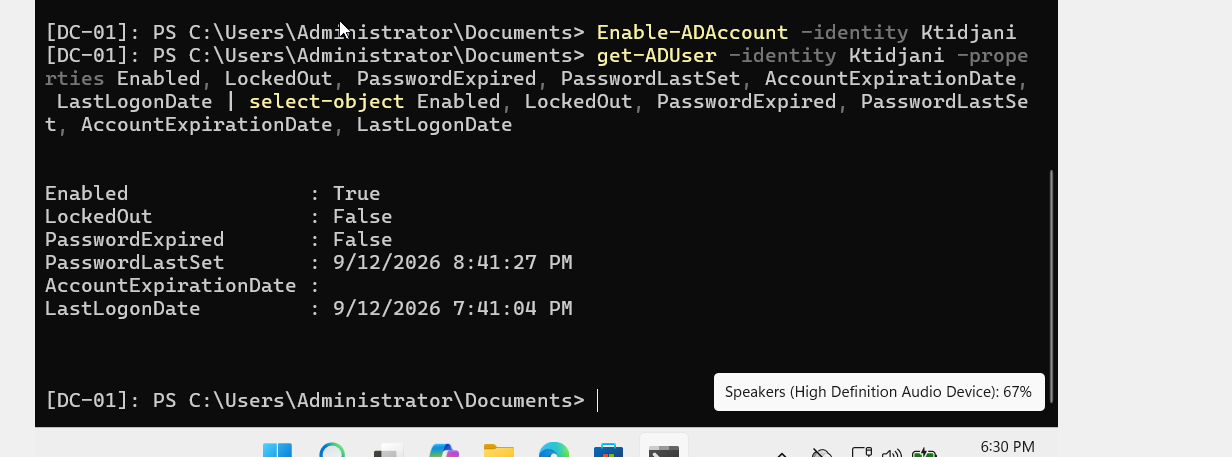 [DC-01]: PS C:\Users\Administrator\Documents> Enable-ADAccount -identity Ktidjani
[DC-01]: PS C:\Users\Administrator\Documents> get-ADUser -identity Ktidjani -prope
rties Enabled, LockedOut, PasswordExpired, PasswordLastSet, AccountExpirationDate,
 LastLogonDate | select-object Enabled, LockedOut, PasswordExpired, PasswordLastSe
t, AccountExpirationDate, LastLogonDate
Enabled               : True
LockedOut             : False
PasswordExpired       : False
PasswordLastSet       : 9/12/2026 8:41:27 PM
AccountExpirationDate :
LastLogonDate         : 9/12/2026 7:41:04 PM
[DC-01]: PS C:\Users\Administrator\Documents>
Speakers (High Definition Audio Device): 67%
6:30 PM